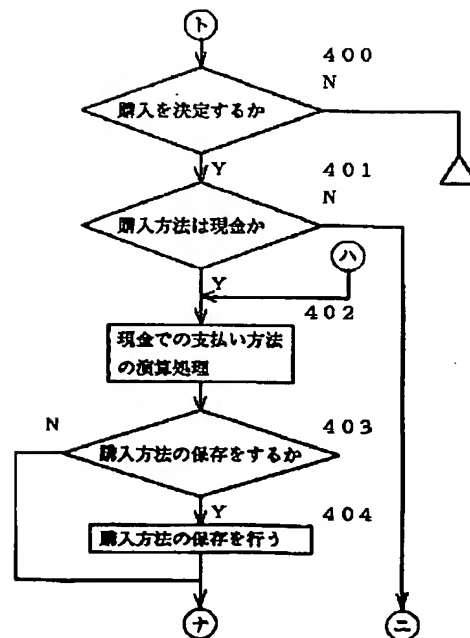 ト
400
N
購入を決定するか
Y
401
N
購入方法は現金か
ハ
Y
402
現金での支払い方法
の演算処理
N
403
購入方法の保存をするか
Y
404
購入方法の保存を行う
ナ
ニ